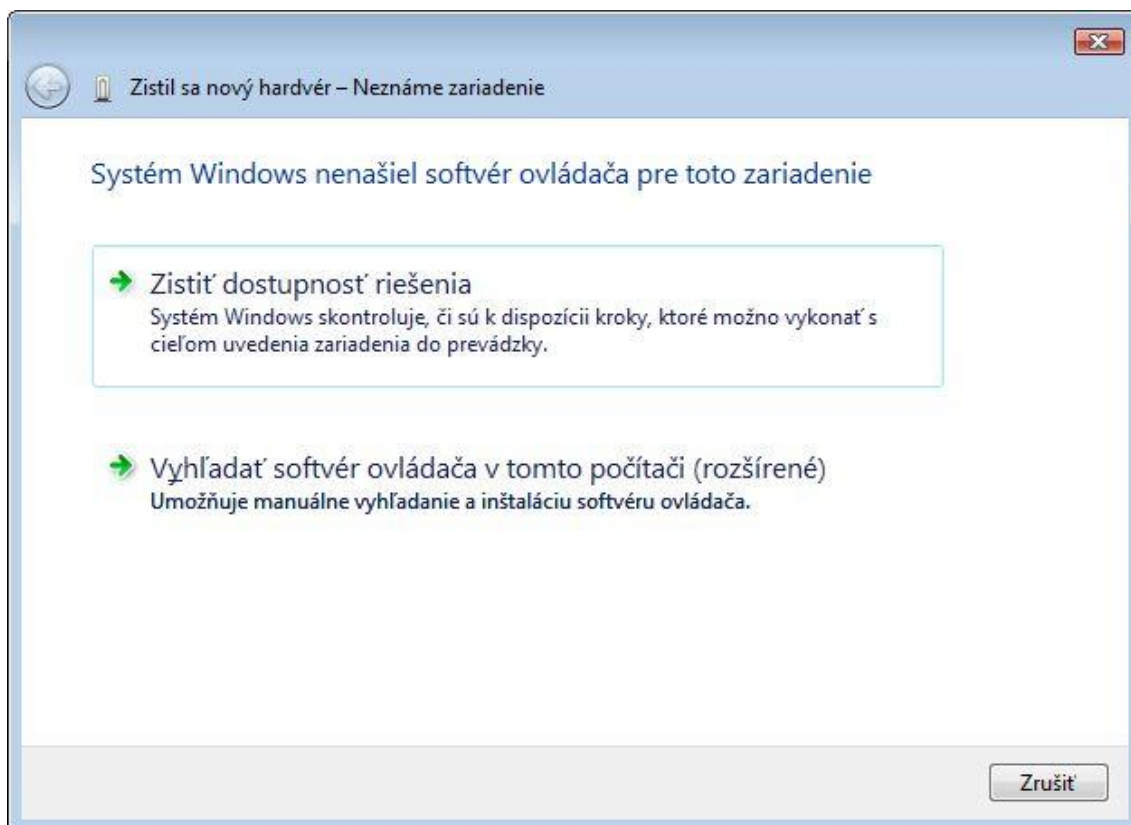 Zistil sa nový hardvér – Neznáme zariadenie
Systém Windows nenašiel softvér ovládača pre toto zariadenie
Zistiť dostupnosť riešenia
Systém Windows skontroluje, či sú k dispozícii kroky, ktoré možno vykonať s
cieľom uvedenia zariadenia do prevádzky.
Vyhľadať softvér ovládača v tomto počítači (rozšírené)
Umožňuje manuálne vyhľadanie a inštaláciu softvéru ovládača.
Zrušiť